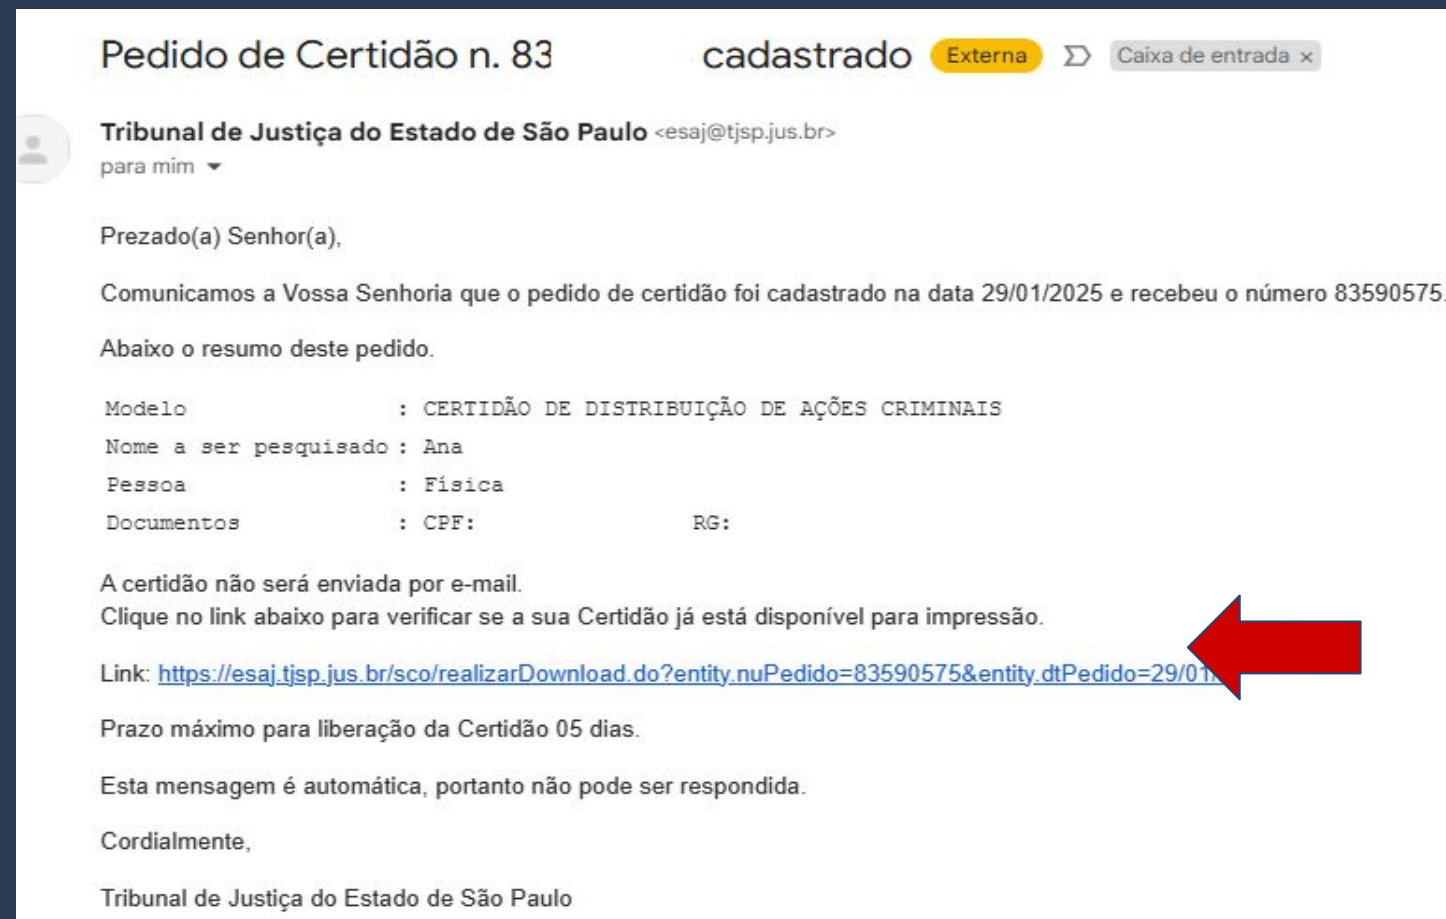 Pedido de Certidão n. 83 cadastrado Externa Caixa de entrada x
Tribunal de Justiça do Estado de São Paulo <esaj@tjsp.jus.br>
para mim
Prezado(a) Senhor(a),
Comunicamos a Vossa Senhoria que o pedido de certidão foi cadastrado na data 29/01/2025 e recebeu o número 83590575.
Abaixo o resumo deste pedido.
Modelo : CERTIDÃO DE DISTRIBUIÇÃO DE AÇÕES CRIMINAIS
Nome a ser pesquisado : Ana
Pessoa : Física
Documentos : CPF: RG:
A certidão não será enviada por e-mail.
Clique no link abaixo para verificar se a sua Certidão já está disponível para impressão.
Link: https://esaj.tjsp.jus.br/sco/realizarDownload.do?entity.nuPedido=83590575&entity.dtPedido=29/01/
Prazo máximo para liberação da Certidão 05 dias.
Esta mensagem é automática, portanto não pode ser respondida.
Cordialmente,
Tribunal de Justiça do Estado de São Paulo